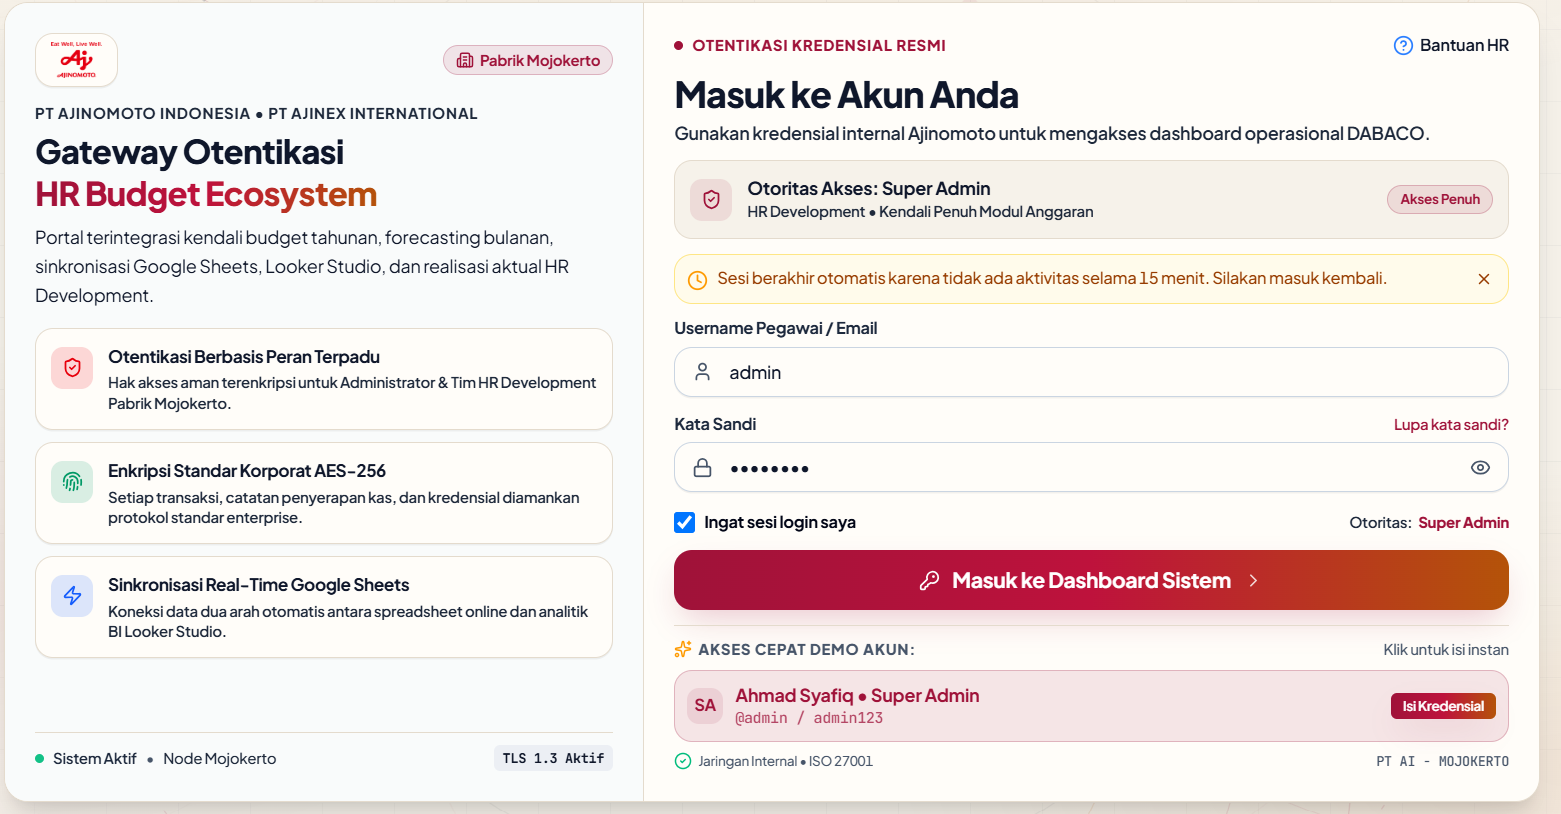 Eat Well, Live Well.
Aj
AJINOMOTO
Pabrik Mojokerto
PT AJINOMOTO INDONESIA • PT AJINEX INTERNATIONAL
Gateway Otentikasi
HR Budget Ecosystem
Portal terintegrasi kendali budget tahunan, forecasting bulanan,
sinkronisasi Google Sheets, Looker Studio, dan realisasi aktual HR
Development.
Otentikasi Berbasis Peran Terpadu
Hak akses aman terenkripsi untuk Administrator & Tim HR Development
Pabrik Mojokerto.
Enkripsi Standar Korporat AES-256
Setiap transaksi, catatan penyerapan kas, dan kredensial diamankan
protokol standar enterprise.
Sinkronisasi Real-Time Google Sheets
Koneksi data dua arah otomatis antara spreadsheet online dan analitik
BI Looker Studio.
Sistem Aktif • Node Mojokerto
TLS 1.3 Aktif
OTENTIKASI KREDENSIAL RESMI
Bantuan HR
Masuk ke Akun Anda
Gunakan kredensial internal Ajinomoto untuk mengakses dashboard operasional DABACO.
Otoritas Akses: Super Admin
HR Development • Kendali Penuh Modul Anggaran
Akses Penuh
Sesi berakhir otomatis karena tidak ada aktivitas selama 15 menit. Silakan masuk kembali.
Username Pegawai / Email
admin
Kata Sandi
Lupa kata sandi?
••••••••
Ingat sesi login saya
Otoritas: Super Admin
Masuk ke Dashboard Sistem
AKSES CEPAT DEMO AKUN:
Klik untuk isi instan
SA
Ahmad Syafiq • Super Admin
@admin / admin123
Isi Kredensial
Jaringan Internal • ISO 27001
PT AI - MOJOKERTO